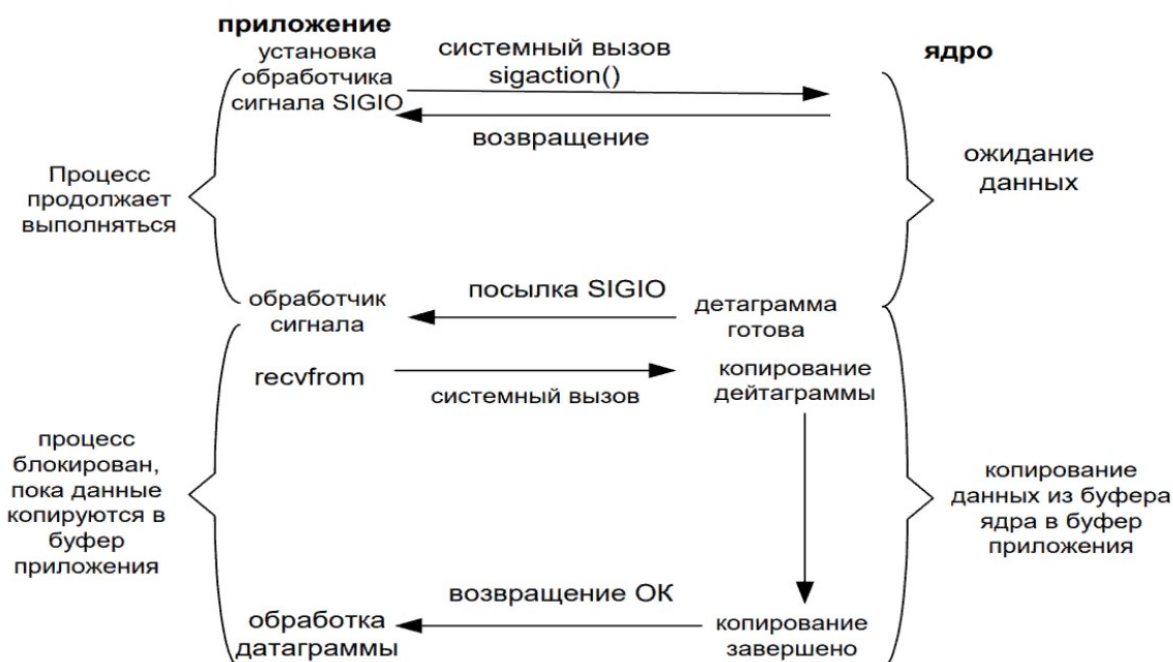 приложение
установка
обработчика
сигнала SIGIO
системный вызов
sigaction()
ядро
возвращение
Процесс
продолжает
выполняться
ожидание
данных
обработчик
сигнала
посылка SIGIO
детаграмма
готова
recvfrom
системный вызов
копирование
дейтаграммы
процесс
блокирован,
пока данные
копируются в
буфер
приложения
копирование
данных из буфера
ядра в буфер
приложения
возвращение ОК
обработка
датаграммы
копирование
завершено